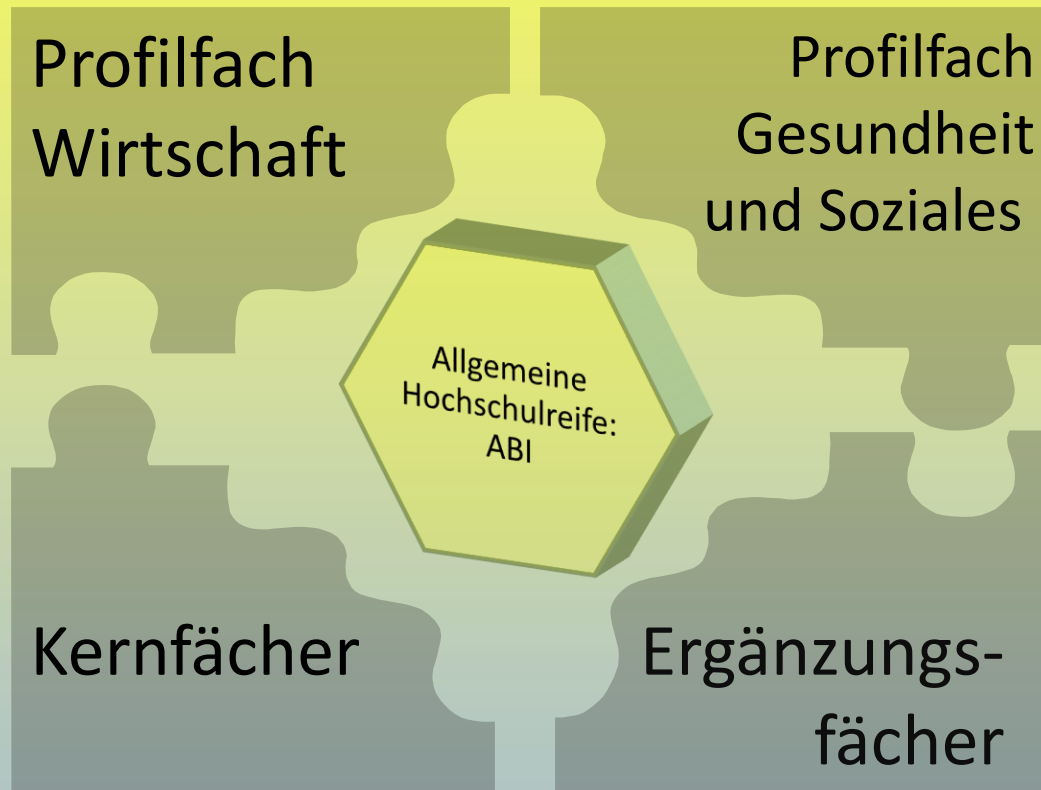 Profilfach
Wirtschaft
Profilfach
Gesundheit
und Soziales
Allgemeine
Hochschulreife:
ABI
Kernfächer
Ergänzungs-
fächer